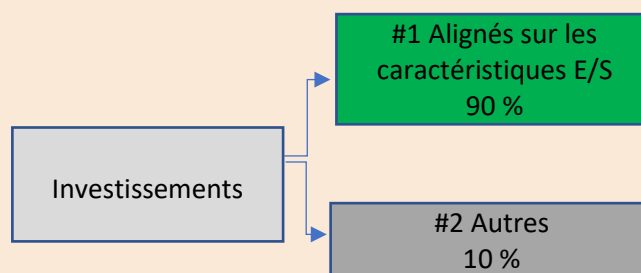 #1 Alignés sur les
caractéristiques E/S
90 %
Investissements
#2 Autres
10 %